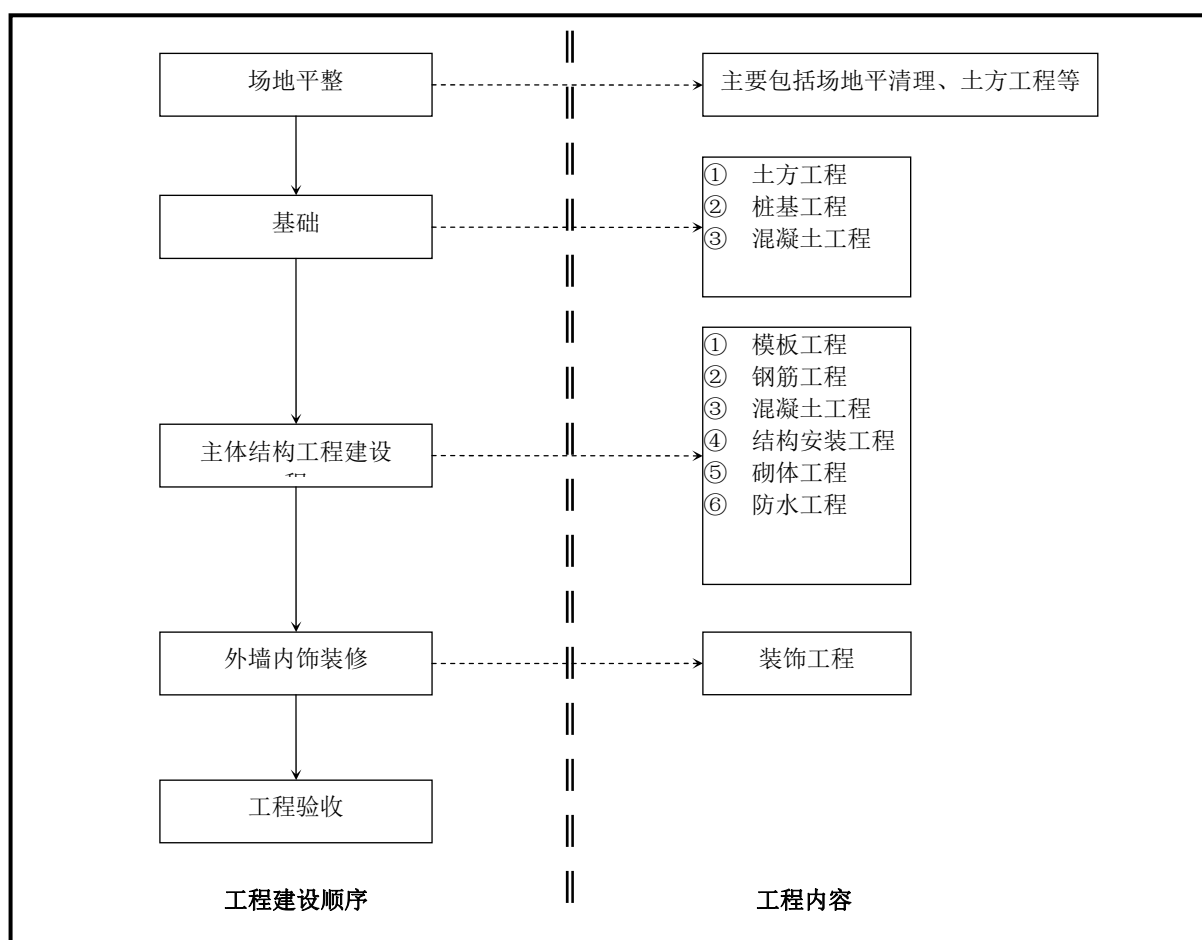 场地平整
主要包括场地平清理、土方工程等
基础
① 土方工程
② 桩基工程
③ 混凝土工程
主体结构工程建设
① 模板工程
② 钢筋工程
③ 混凝土工程
④ 结构安装工程
⑤ 砌体工程
⑥ 防水工程
外墙内饰装修
装饰工程
工程验收
工程建设顺序
工程内容